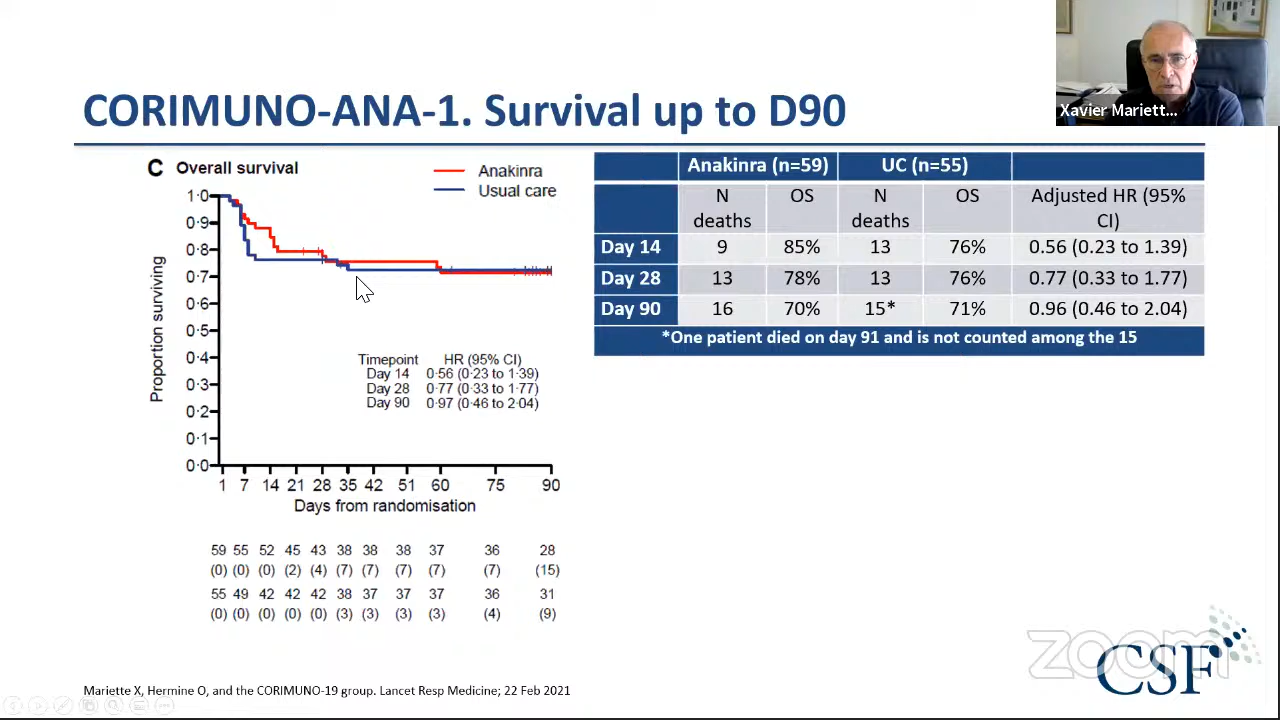 Xavier Mariett...
CORIMUNO-ANA-1. Survival up to D90
C Overall survival
Anakinra
Usual care
1·0
0·9
0·8
0·7
0·6
0·5
0·4
0·3
0·2
0·1
0·0
Proportion surviving
Timepoint HR (95% CI)
Day 14 0·56 (0·23 to 1·39)
Day 28 0·77 (0·33 to 1·77)
Day 90 0·97 (0·46 to 2·04)
1 7 14 21 28 35 42 51 60 75 90
Days from randomisation
59 55 52 45 43 38 38 38 37 36 28
(0) (0) (0) (2) (4) (7) (7) (7) (7) (7) (15)
55 49 42 42 42 38 37 37 37 36 31
(0) (0) (0) (0) (0) (3) (3) (3) (3) (4) (9)
Anakinra (n=59) UC (n=55)
N deaths OS N deaths OS Adjusted HR (95% CI)
Day 14 9 85% 13 76% 0.56 (0.23 to 1.39)
Day 28 13 78% 13 76% 0.77 (0.33 to 1.77)
Day 90 16 70% 15* 71% 0.96 (0.46 to 2.04)
*One patient died on day 91 and is not counted among the 15
zoom
CSF
Mariette X, Hermine O, and the CORIMUNO-19 group. Lancet Resp Medicine; 22 Feb 2021